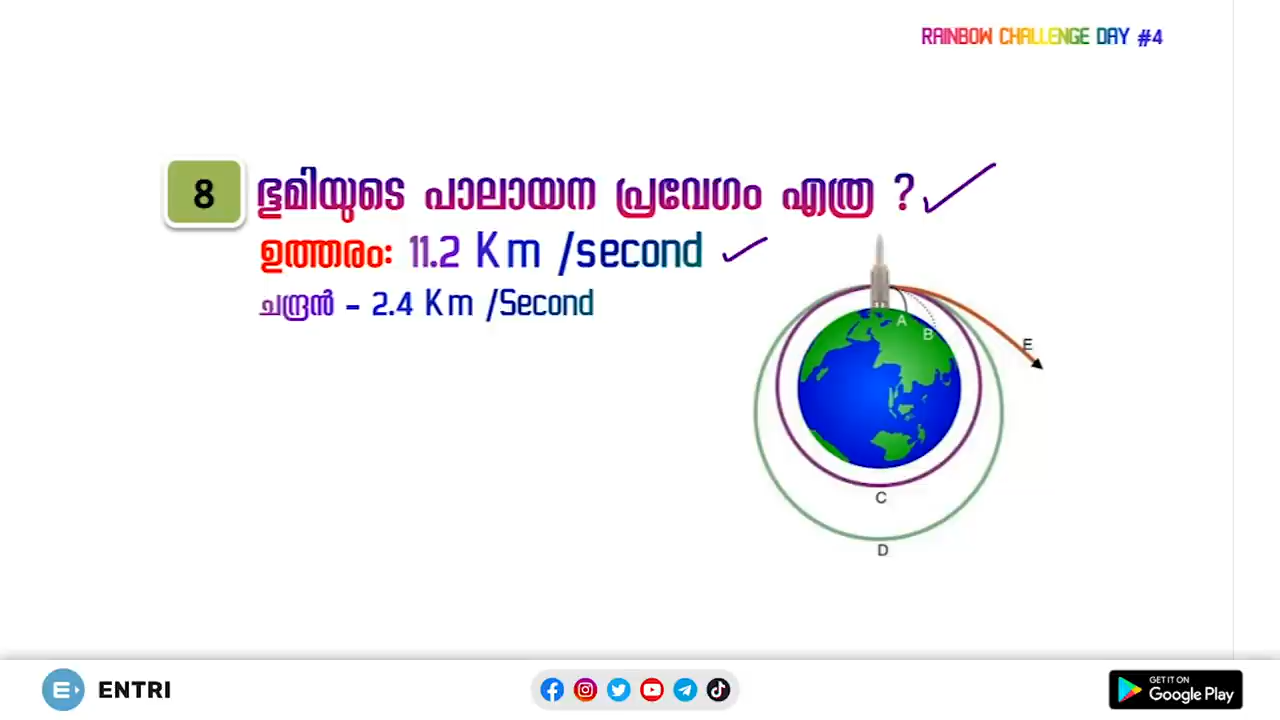 RAINBOW CHALLENGE DAY #4
8 ഭൂമിയുടെ പാലായന പ്രവേഗം എത്ര ?
ഉത്തരം: 11.2 Km /second
ചന്ദ്രൻ - 2.4 Km /Second
A
B
E
C
D
E ENTRI
GET IT ON
Google Play